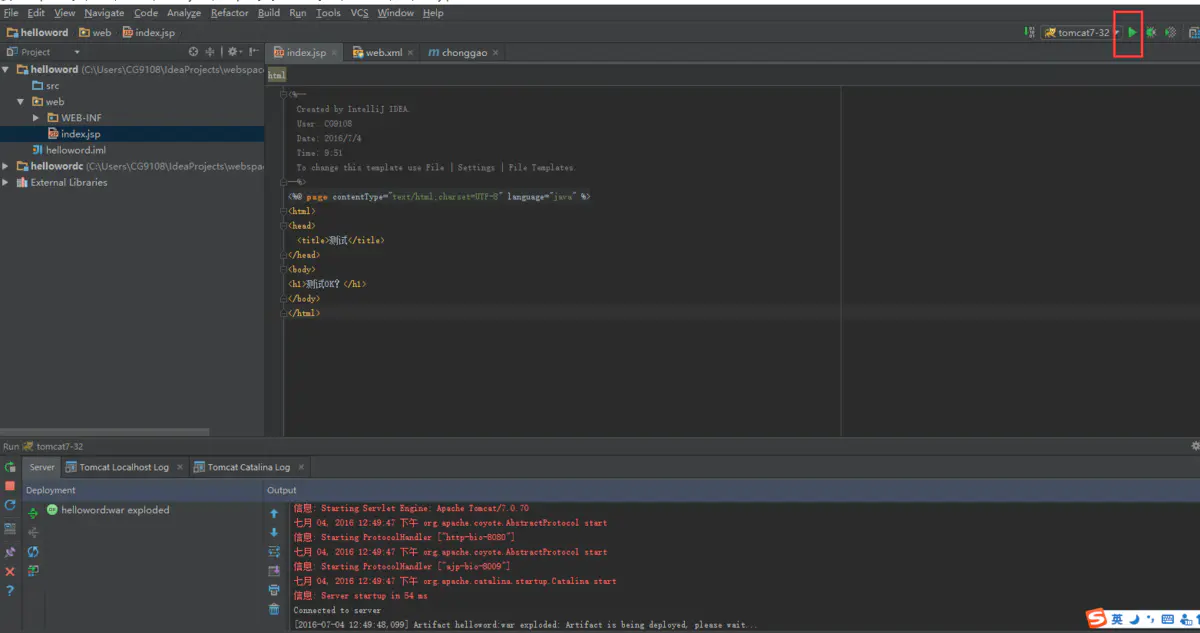 File Edit View Navigate Code Analyze Refactor Build Run Tools VCS Window Help
helloword web index.jsp
tomcat7-32
Project
index.jsp web.xml chonggao
helloword (C:\Users\CG9108\IdeaProjects\webspac
html
src
web
WEB-INF
index.jsp
helloword.iml
hellowordc (C:\Users\CG9108\IdeaProjects\webspa
External Libraries
<%--
Created by IntelliJ IDEA.
User: CG9108
Date: 2016/7/4
Time: 9:51
To change this template use File | Settings | File Templates.
--%>
<%@ page contentType="text/html;charset=UTF-8" language="java" %>
<html>
<head>
<title>测试</title>
</head>
<body>
<h1>测试OK? </h1>
</body>
</html>
Run tomcat7-32
Server Tomcat Localhost Log Tomcat Catalina Log
Deployment
helloword:war exploded
Output
信息: Starting Servlet Engine: Apache Tomcat/7.0.70
七月 04, 2016 12:49:47 下午 org.apache.coyote.AbstractProtocol start
信息: Starting ProtocolHandler ["http-bio-8080"]
七月 04, 2016 12:49:47 下午 org.apache.coyote.AbstractProtocol start
信息: Starting ProtocolHandler ["ajp-bio-8009"]
七月 04, 2016 12:49:47 下午 org.apache.catalina.startup.Catalina start
信息: Server startup in 54 ms
Connected to server
[2016-07-04 12:49:48,099] Artifact helloword:war exploded: Artifact is being deployed, please wait...
英